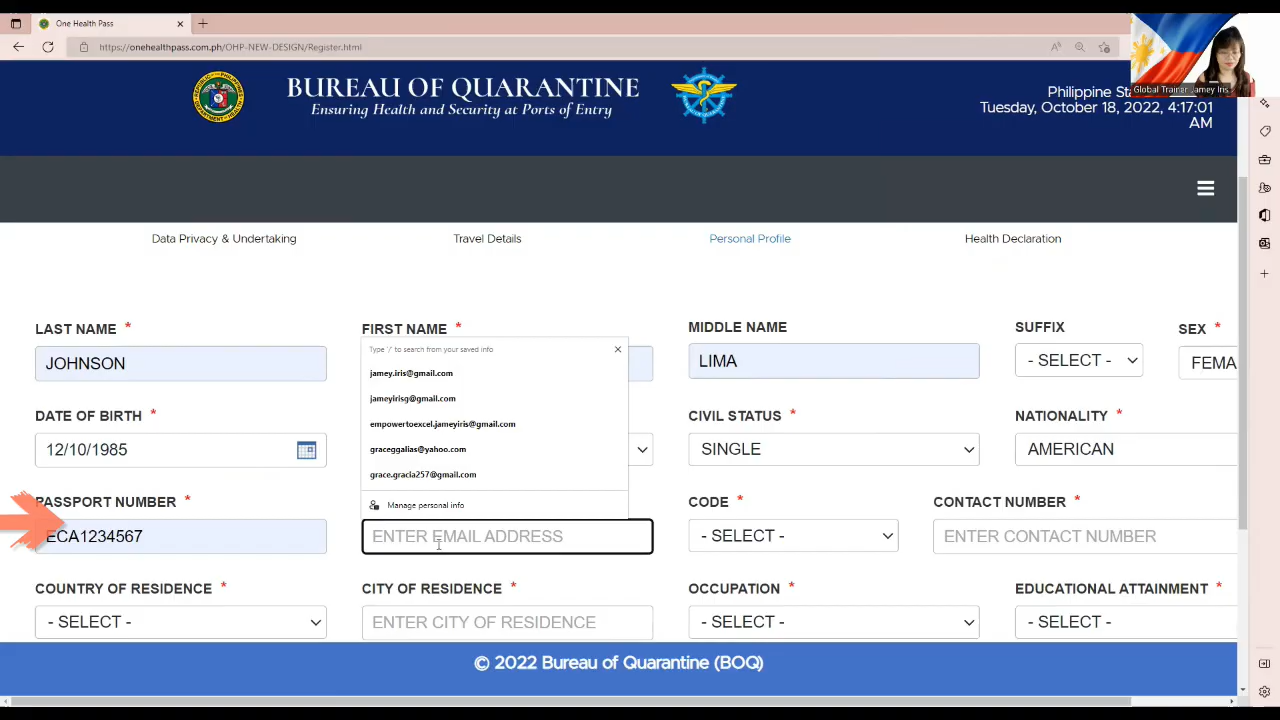 One Health Pass
https://onehealthpass.com.ph/OHP-NEW-DESIGN/Register.html
Global Trainer Jamey Iris
BUREAU OF QUARANTINE
Ensuring Health and Security at Ports of Entry
Philippine Sta
Tuesday, October 18, 2022, 4:17:01
AM
Data Privacy & Undertaking
Travel Details
Personal Profile
Health Declaration
LAST NAME *
FIRST NAME *
MIDDLE NAME
SUFFIX
SEX *
JOHNSON
LIMA
- SELECT -
FEMA
Type '/' to search from your saved info
jamey.iris@gmail.com
jameyirisg@gmail.com
empowertoexcel.jameyiris@gmail.com
graceggalias@yahoo.com
grace.gracia257@gmail.com
Manage personal info
DATE OF BIRTH *
CIVIL STATUS *
NATIONALITY *
12/10/1985
SINGLE
AMERICAN
PASSPORT NUMBER *
CODE *
CONTACT NUMBER *
ECA1234567
ENTER EMAIL ADDRESS
- SELECT -
ENTER CONTACT NUMBER
COUNTRY OF RESIDENCE *
CITY OF RESIDENCE *
OCCUPATION *
EDUCATIONAL ATTAINMENT *
- SELECT -
ENTER CITY OF RESIDENCE
- SELECT -
- SELECT -
© 2022 Bureau of Quarantine (BOQ)